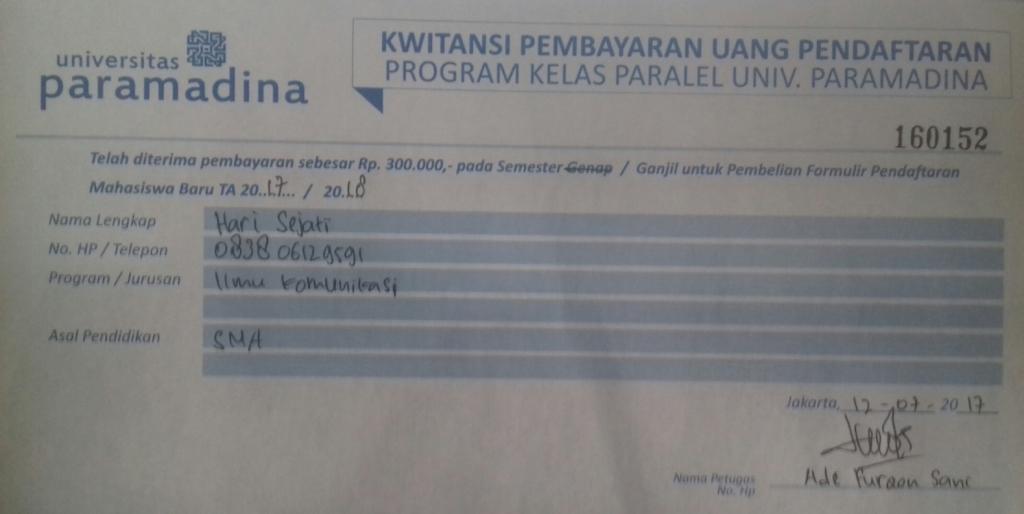 universitas
paramadina
KWITANSI PEMBAYARAN UANG PENDAFTARAN
PROGRAM KELAS PARALEL UNIV. PARAMADINA
160152
Telah diterima pembayaran sebesar Rp. 300.000,- pada Semester Genap / Ganjil untuk Pembelian Formulir Pendaftaran
Mahasiswa Baru TA 20..17... / 20.18
Nama Lengkap Hari Sejati
No. HP / Telepon 0838 06129591
Program / Jurusan Ilmu komunikasi
Asal Pendidikan SMA
Jakarta, 12-07-2017
Nama Petugas Ade Furqon Sani
No. Hp